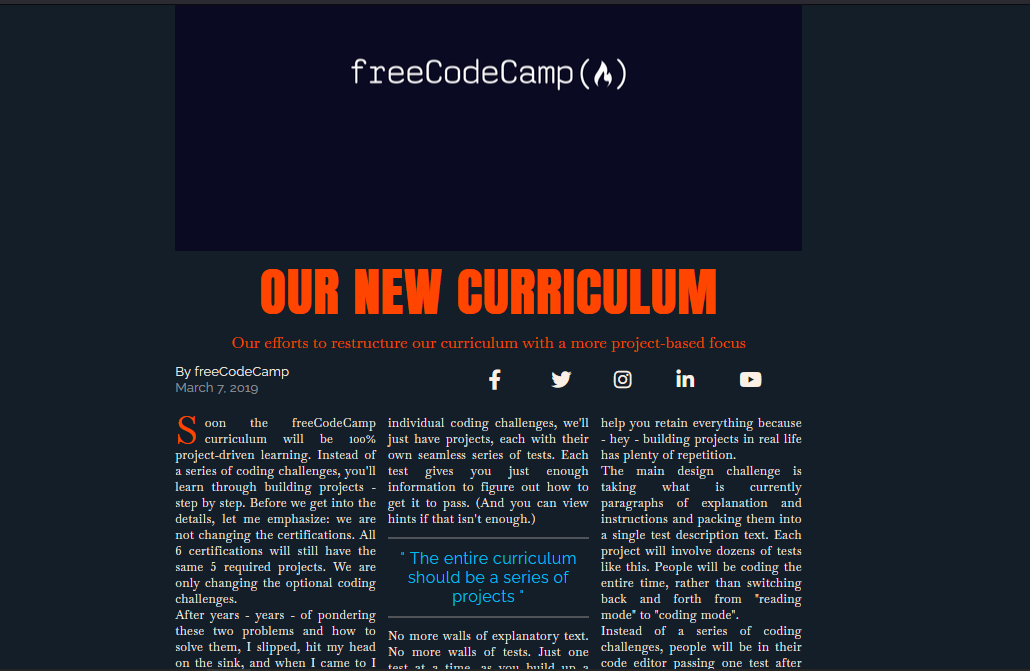 freeCodeCamp(🔥)
OUR NEW CURRICULUM
Our efforts to restructure our curriculum with a more project-based focus
By freeCodeCamp
March 7, 2019
Soon the freeCodeCamp
curriculum will be 100%
project-driven learning. Instead of
a series of coding challenges, you'll
learn through building projects -
step by step. Before we get into the
details, let me emphasize: we are
not changing the certifications. All
6 certifications will still have the
same 5 required projects. We are
only changing the optional coding
challenges.
After years - years - of pondering
these two problems and how to
solve them, I slipped, hit my head
on the sink, and when I came to I
individual coding challenges, we'll
just have projects, each with their
own seamless series of tests. Each
test gives you just enough
information to figure out how to
get it to pass. (And you can view
hints if that isn't enough.)
" The entire curriculum
should be a series of
projects "
No more walls of explanatory text.
No more walls of tests. Just one
test at a time, as you build up a
help you retain everything because
- hey - building projects in real life
has plenty of repetition.
The main design challenge is
taking what is currently
paragraphs of explanation and
instructions and packing them into
a single test description text. Each
project will involve dozens of tests
like this. People will be coding the
entire time, rather than switching
back and forth from "reading
mode" to "coding mode".
Instead of a series of coding
challenges, people will be in their
code editor passing one test after